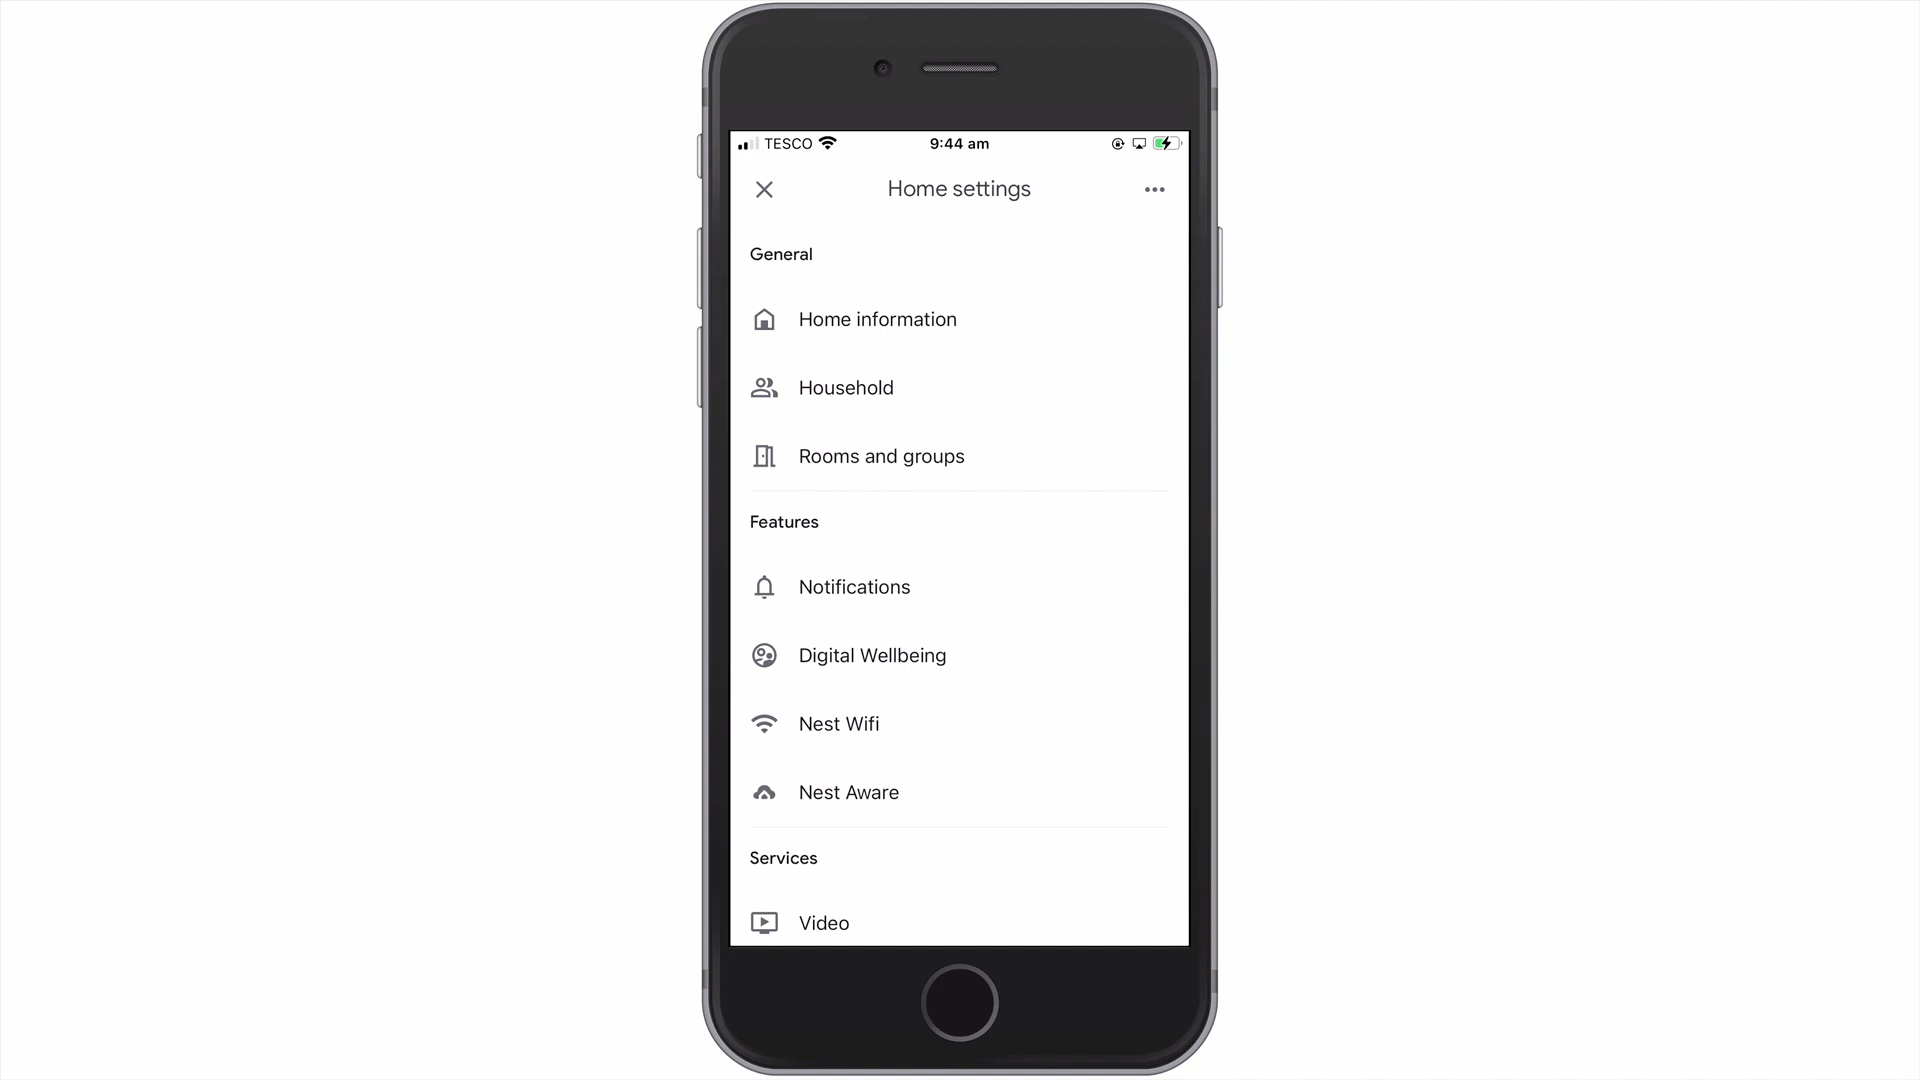 TESCO 9:44 am
Home settings
General
Home information
Household
Rooms and groups
Features
Notifications
Digital Wellbeing
Nest Wifi
Nest Aware
Services
Video